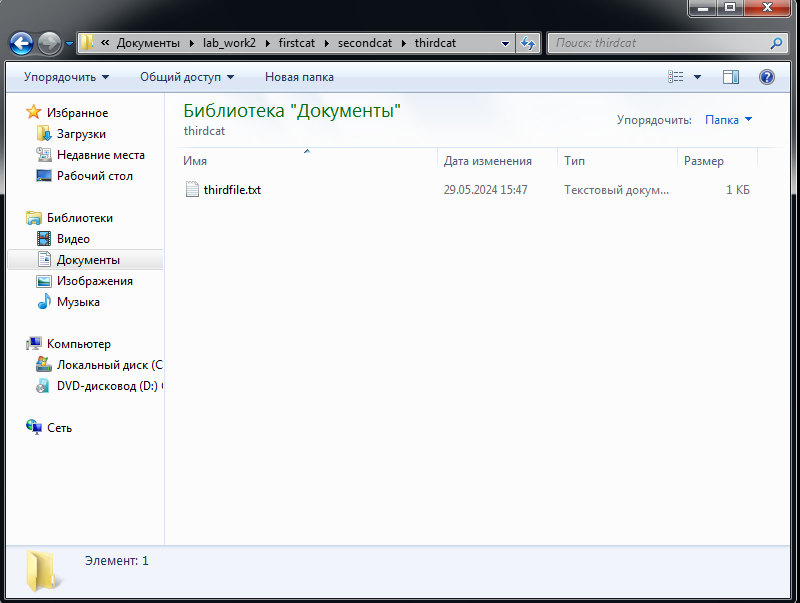 « Документы ▸ lab_work2 ▸ firstcat ▸ secondcat ▸ thirdcat
Поиск: thirdcat
Упорядочить Общий доступ Новая папка
Избранное
Загрузки
Недавние места
Рабочий стол
Библиотеки
Видео
Документы
Изображения
Музыка
Компьютер
Локальный диск (C
DVD-дисковод (D:)
Сеть
Библиотека "Документы"
thirdcat
Упорядочить: Папка
Имя Дата изменения Тип Размер
thirdfile.txt 29.05.2024 15:47 Текстовый докум... 1 КБ
Элемент: 1